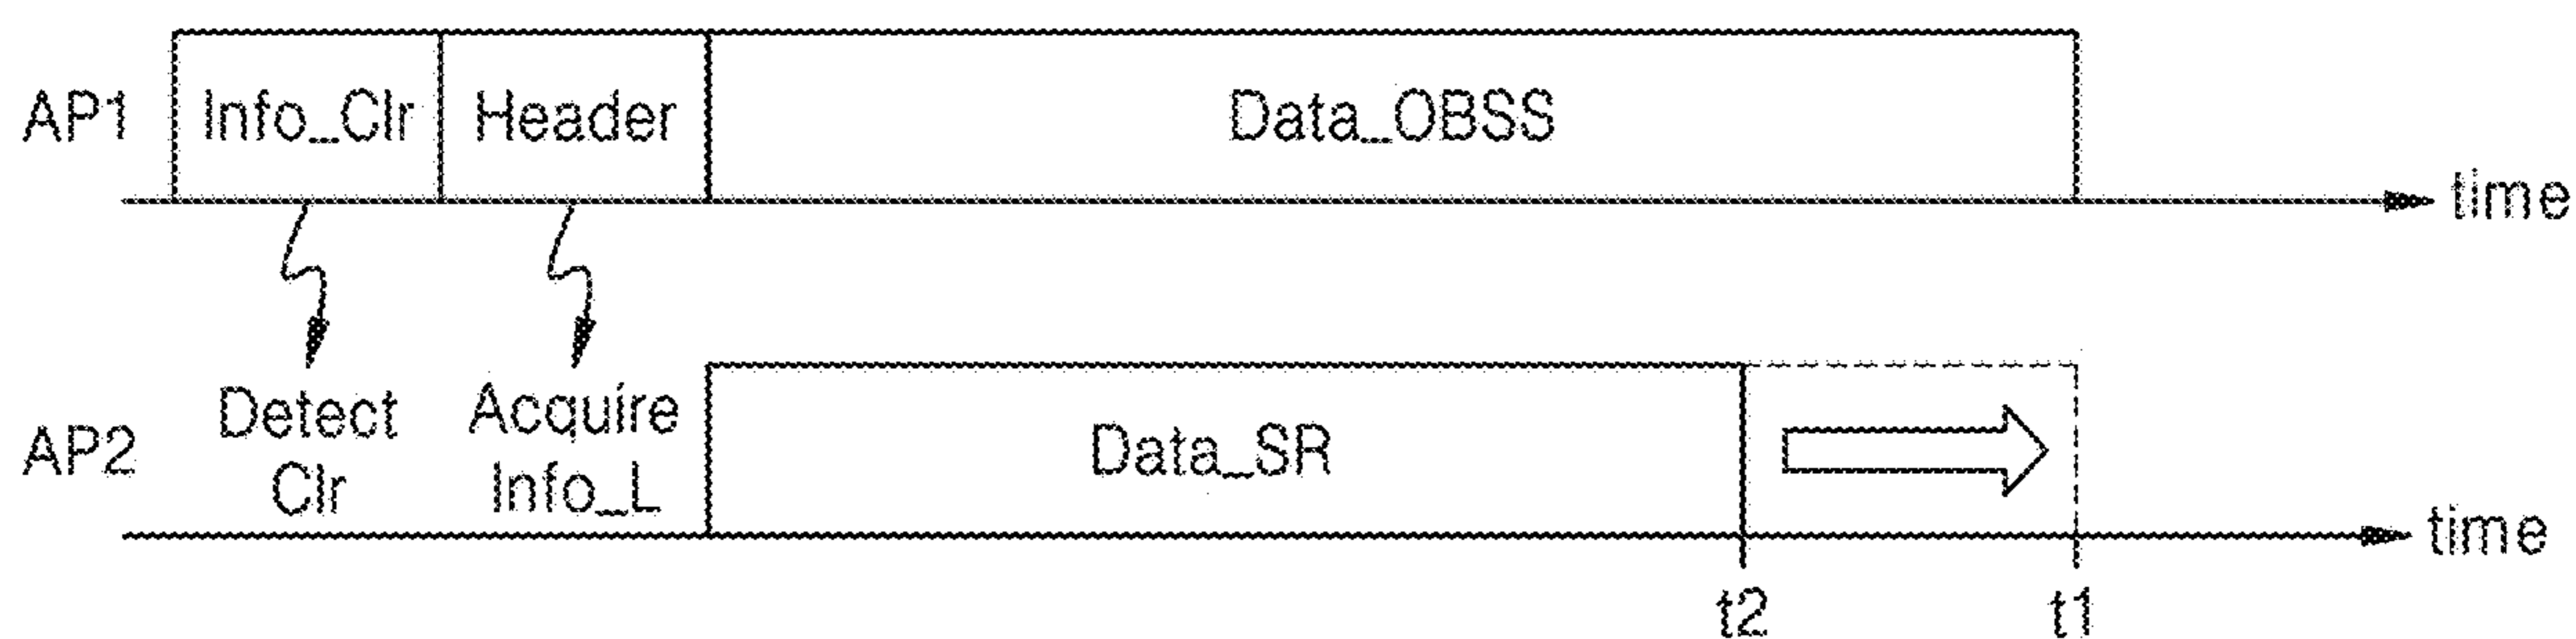 AP1 Info_Clr Header Data_OBSS
time
AP2 Detect Acquire Data_SR
Clr Info_L
time
t2 t1